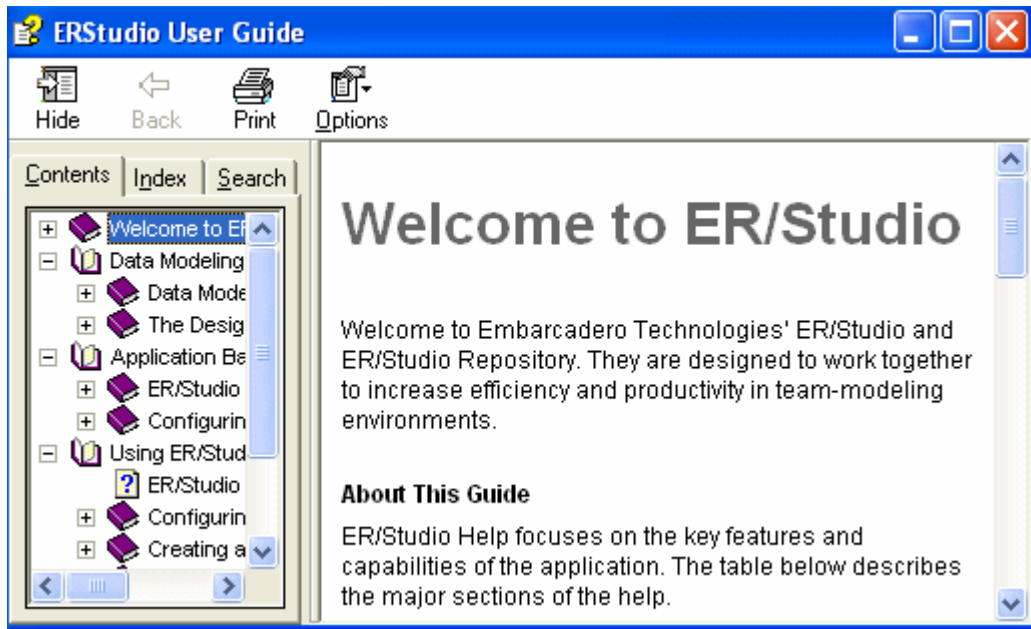 ERStudio User Guide
Hide
Back
Print
Options
Contents
Index
Search
Welcome to ER
Data Modeling
Data Mode
The Desig
Application Ba
ER/Studio
Configurin
Using ER/Stud
ER/Studio
Configurin
Creating a
Welcome to ER/Studio
Welcome to Embarcadero Technologies' ER/Studio and
ER/Studio Repository. They are designed to work together
to increase efficiency and productivity in team-modeling
environments.
About This Guide
ER/Studio Help focuses on the key features and
capabilities of the application. The table below describes
the major sections of the help.